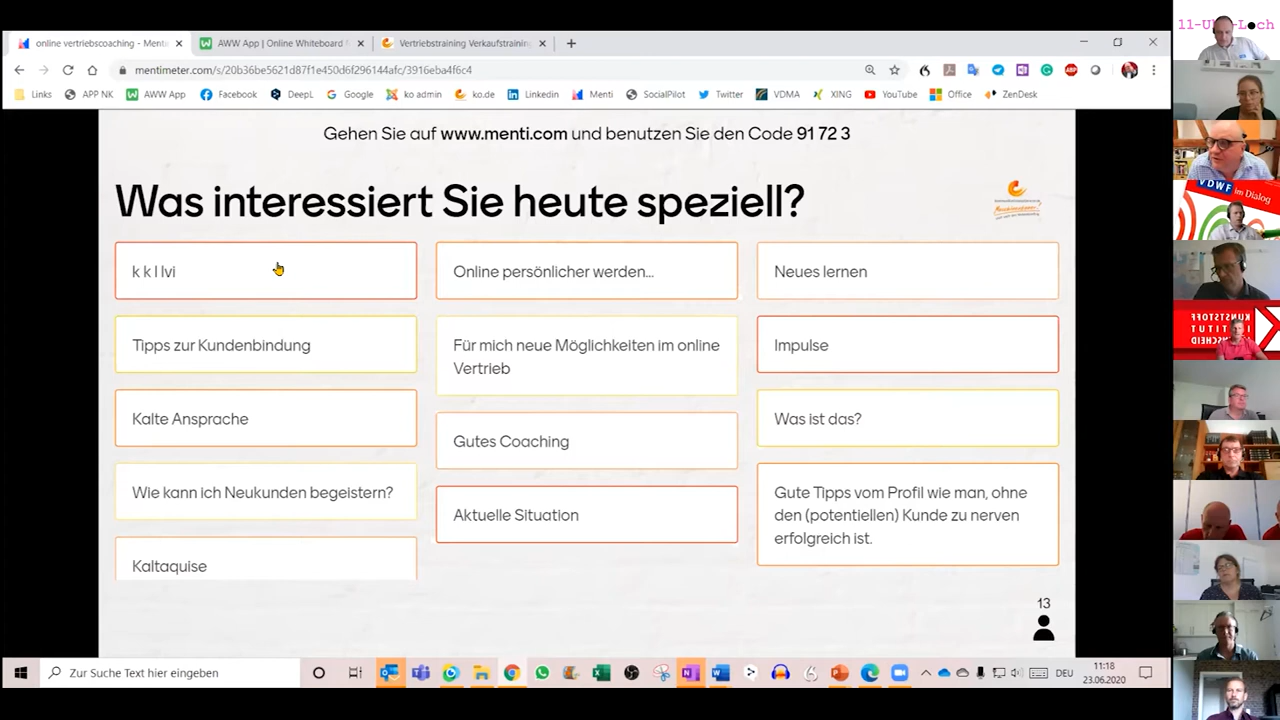 online vertriebscoaching - Menti
AWW App | Online Whiteboard
Vertriebstraining Verkaufstraining
mentimeter.com/s/20b36be5621d87f1e450d6f296144afc/3916eba4f6c4
Links APP NK AWW App Facebook DeepL Google ko admin ko.de Linkedin Menti SocialPilot Twitter VDMA XING YouTube Office ZenDesk
Gehen Sie auf www.menti.com und benutzen Sie den Code 91 72 3
Was interessiert Sie heute speziell?
k k l lvi
Tipps zur Kundenbindung
Kalte Ansprache
Wie kann ich Neukunden begeistern?
Kaltaquise
Online persönlicher werden...
Für mich neue Möglichkeiten im online
Vertrieb
Gutes Coaching
Aktuelle Situation
Neues lernen
Impulse
Was ist das?
Gute Tipps vom Profil wie man, ohne
den (potentiellen) Kunde zu nerven
erfolgreich ist.
13
Zur Suche Text hier eingeben
DEU
11:18
23.06.2020
VDWF im Dialog
KUNSTSTOFF